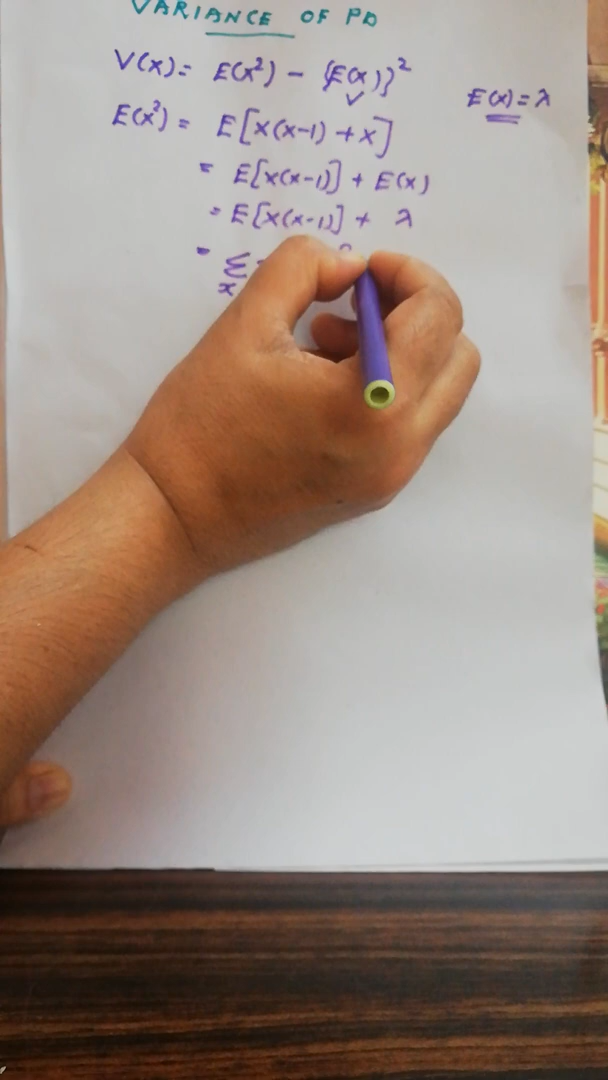 VARIANCE OF PD
V(x) = E(x²) - {E(x)}²
E(x) = λ
E(x²) = E[x(x-1) + x]
= E[x(x-1)] + E(x)
= E[x(x-1)] + λ
= Σ
x